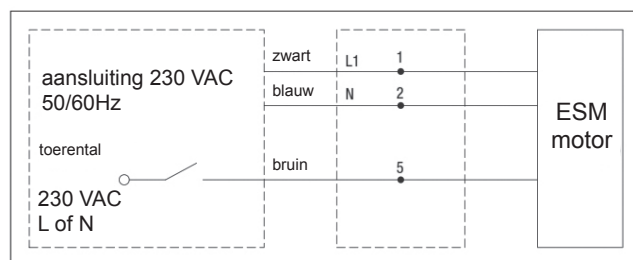 aansluiting 230 VAC
50/60Hz
toerental
230 VAC
L of N
zwart
blauw
bruin
L1 1
N 2
5
ESM
motor